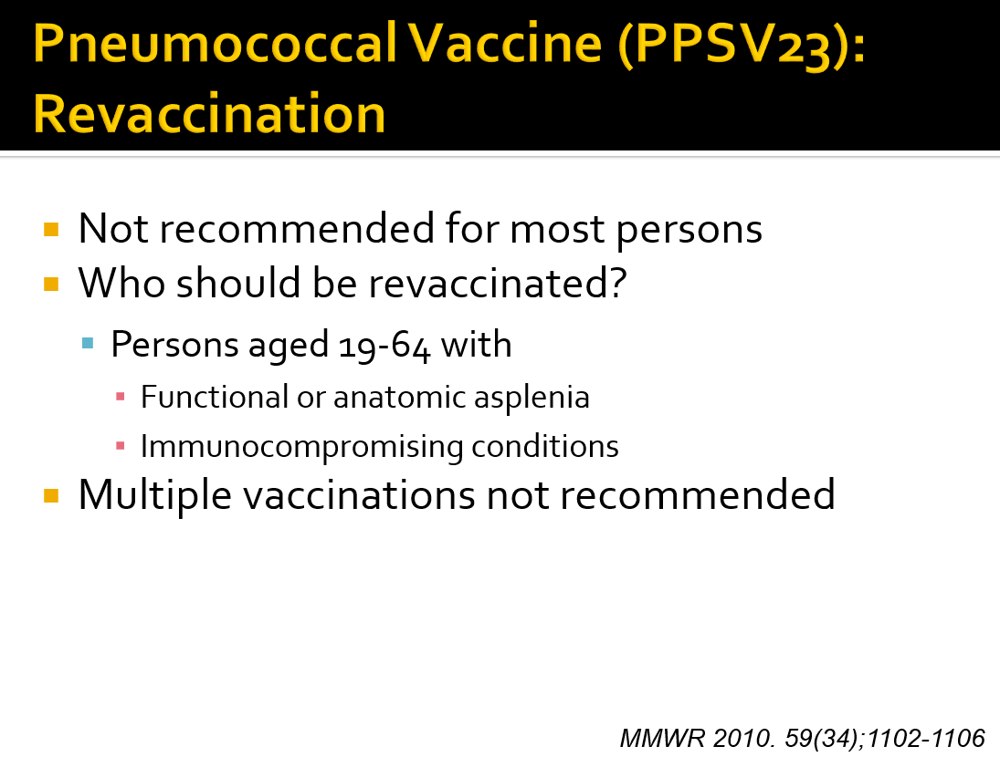 Pneumococcal Vaccine (PPSV23):
Revaccination
Not recommended for most persons
Who should be revaccinated?
Persons aged 19-64 with
Functional or anatomic asplenia
Immunocompromising conditions
Multiple vaccinations not recommended
MMWR 2010. 59(34);1102-1106